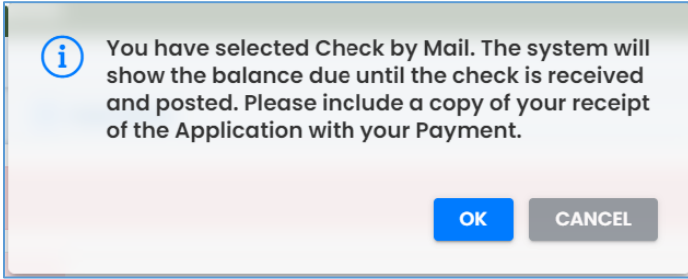 You have selected Check by Mail. The system will
show the balance due until the check is received
and posted. Please include a copy of your receipt
of the Application with your Payment.
OK CANCEL